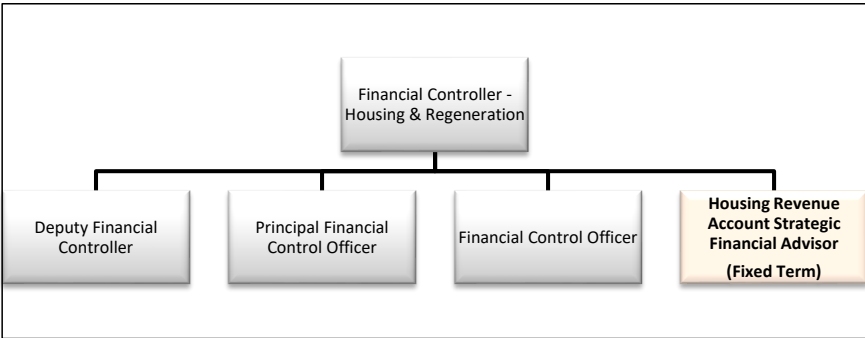 Financial Controller -
Housing & Regeneration
Deputy Financial
Controller
Principal Financial
Control Officer
Financial Control Officer
Housing Revenue
Account Strategic
Financial Advisor
(Fixed Term)